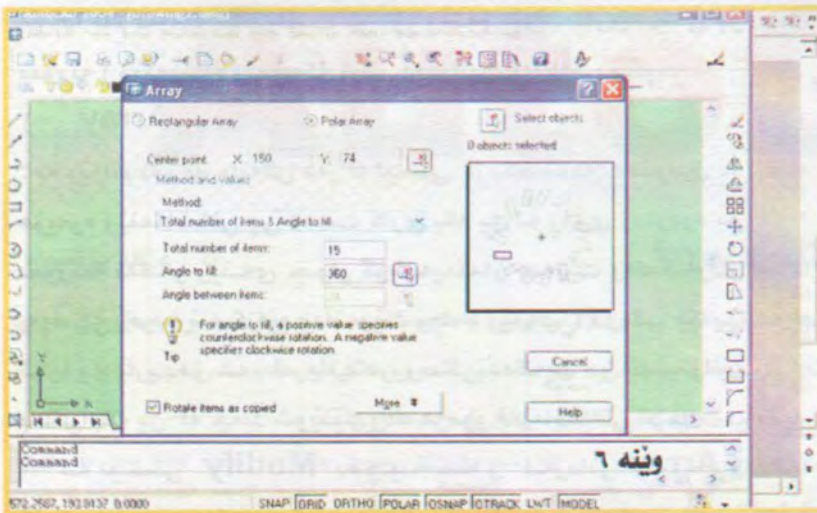 Array
Rectangular Array
Polar Array
Select objects
0 objects selected
Center point: X: 150 Y: 74
Method and values
Method:
Total number of items & Angle to fill
Total number of items: 15
Angle to fill: 360
Angle between items:
For angle to fill, a positive value specifies
counterclockwise rotation. A negative value
specifies clockwise rotation.
Tip
Cancel
Rotate items as copied
More
Help
Y
X
Command
Command
وێنە ٦
SNAP GRID ORTHO POLAR OSNAP OTRACK LWT MODEL